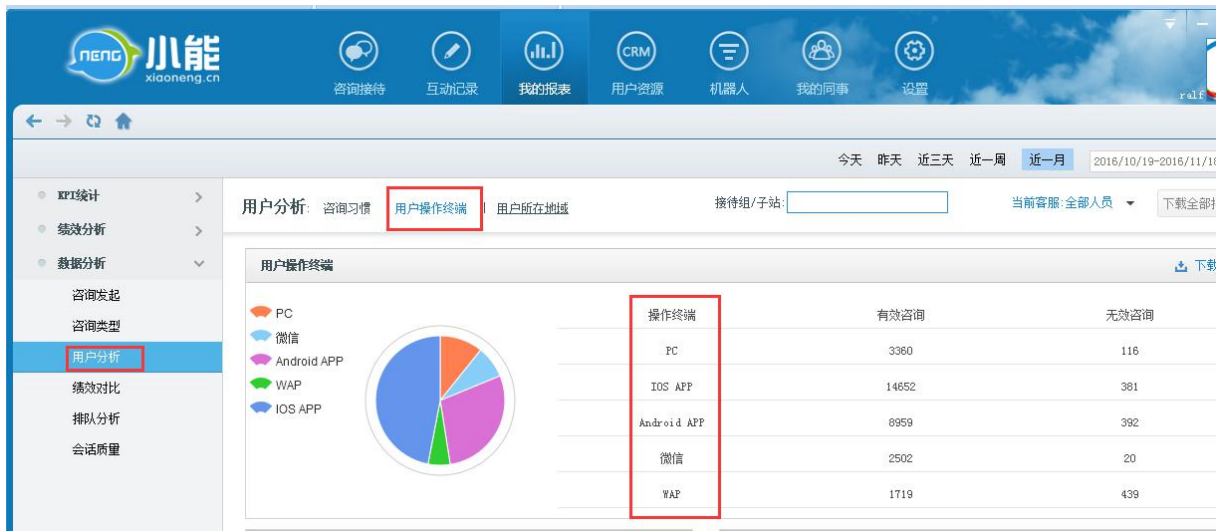 nenG 小能
xiaoneng.cn
咨询接待 互动记录 我的报表 CRM 用户资源 机器人 我的同事 设置
ralf
今天 昨天 近三天 近一周 近一月 2016/10/19-2016/11/18
KPI统计
绩效分析
数据分析
咨询发起
咨询类型
用户分析
绩效对比
排队分析
会话质量
用户分析: 咨询习惯 用户操作终端 | 用户所在地域 接待组/子站: 当前客服:全部人员 下载全部
用户操作终端 下载
PC
微信
Android APP
WAP
IOS APP
操作终端 有效咨询 无效咨询
PC 3360 116
IOS APP 14652 381
Android APP 8959 392
微信 2502 20
WAP 1719 439